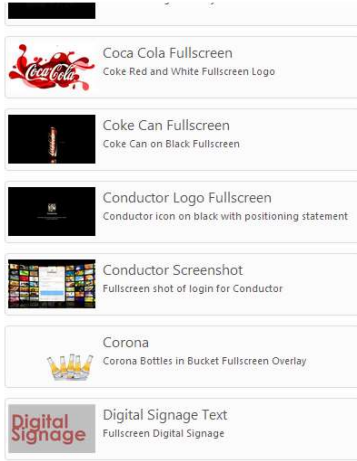 Coca Cola Fullscreen
Coca-Cola
Coke Red and White Fullscreen Logo
Coke Can Fullscreen
Coke Can on Black Fullscreen
Conductor Logo Fullscreen
Conductor icon on black with positioning statement
Conductor Screenshot
Fullscreen shot of login for Conductor
Corona
Corona Bottles in Bucket Fullscreen Overlay
Digital Signage
Digital Signage Text
Fullscreen Digital Signage